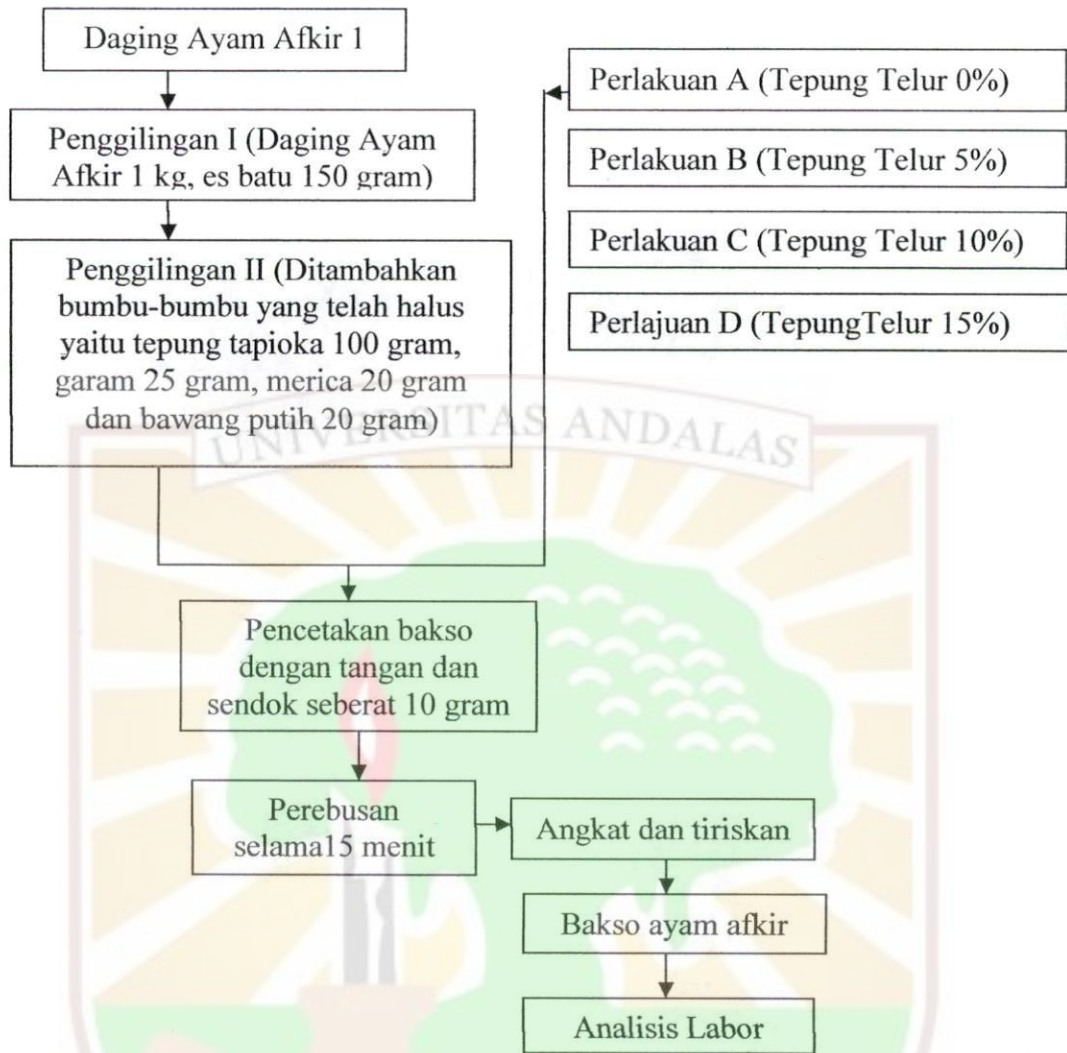 Daging Ayam Afkir 1
Penggilingan I (Daging Ayam
Afkir 1 kg, es batu 150 gram)
Penggilingan II (Ditambahkan
bumbu-bumbu yang telah halus
yaitu tepung tapioka 100 gram,
garam 25 gram, merica 20 gram
dan bawang putih 20 gram)
Perlakuan A (Tepung Telur 0%)
Perlakuan B (Tepung Telur 5%)
Perlakuan C (Tepung Telur 10%)
Perlajuan D (TepungTelur 15%)
UNIVERSITAS ANDALAS
Pencetakan bakso
dengan tangan dan
sendok seberat 10 gram
Perebusan
selama15 menit
Angkat dan tiriskan
Bakso ayam afkir
Analisis Labor